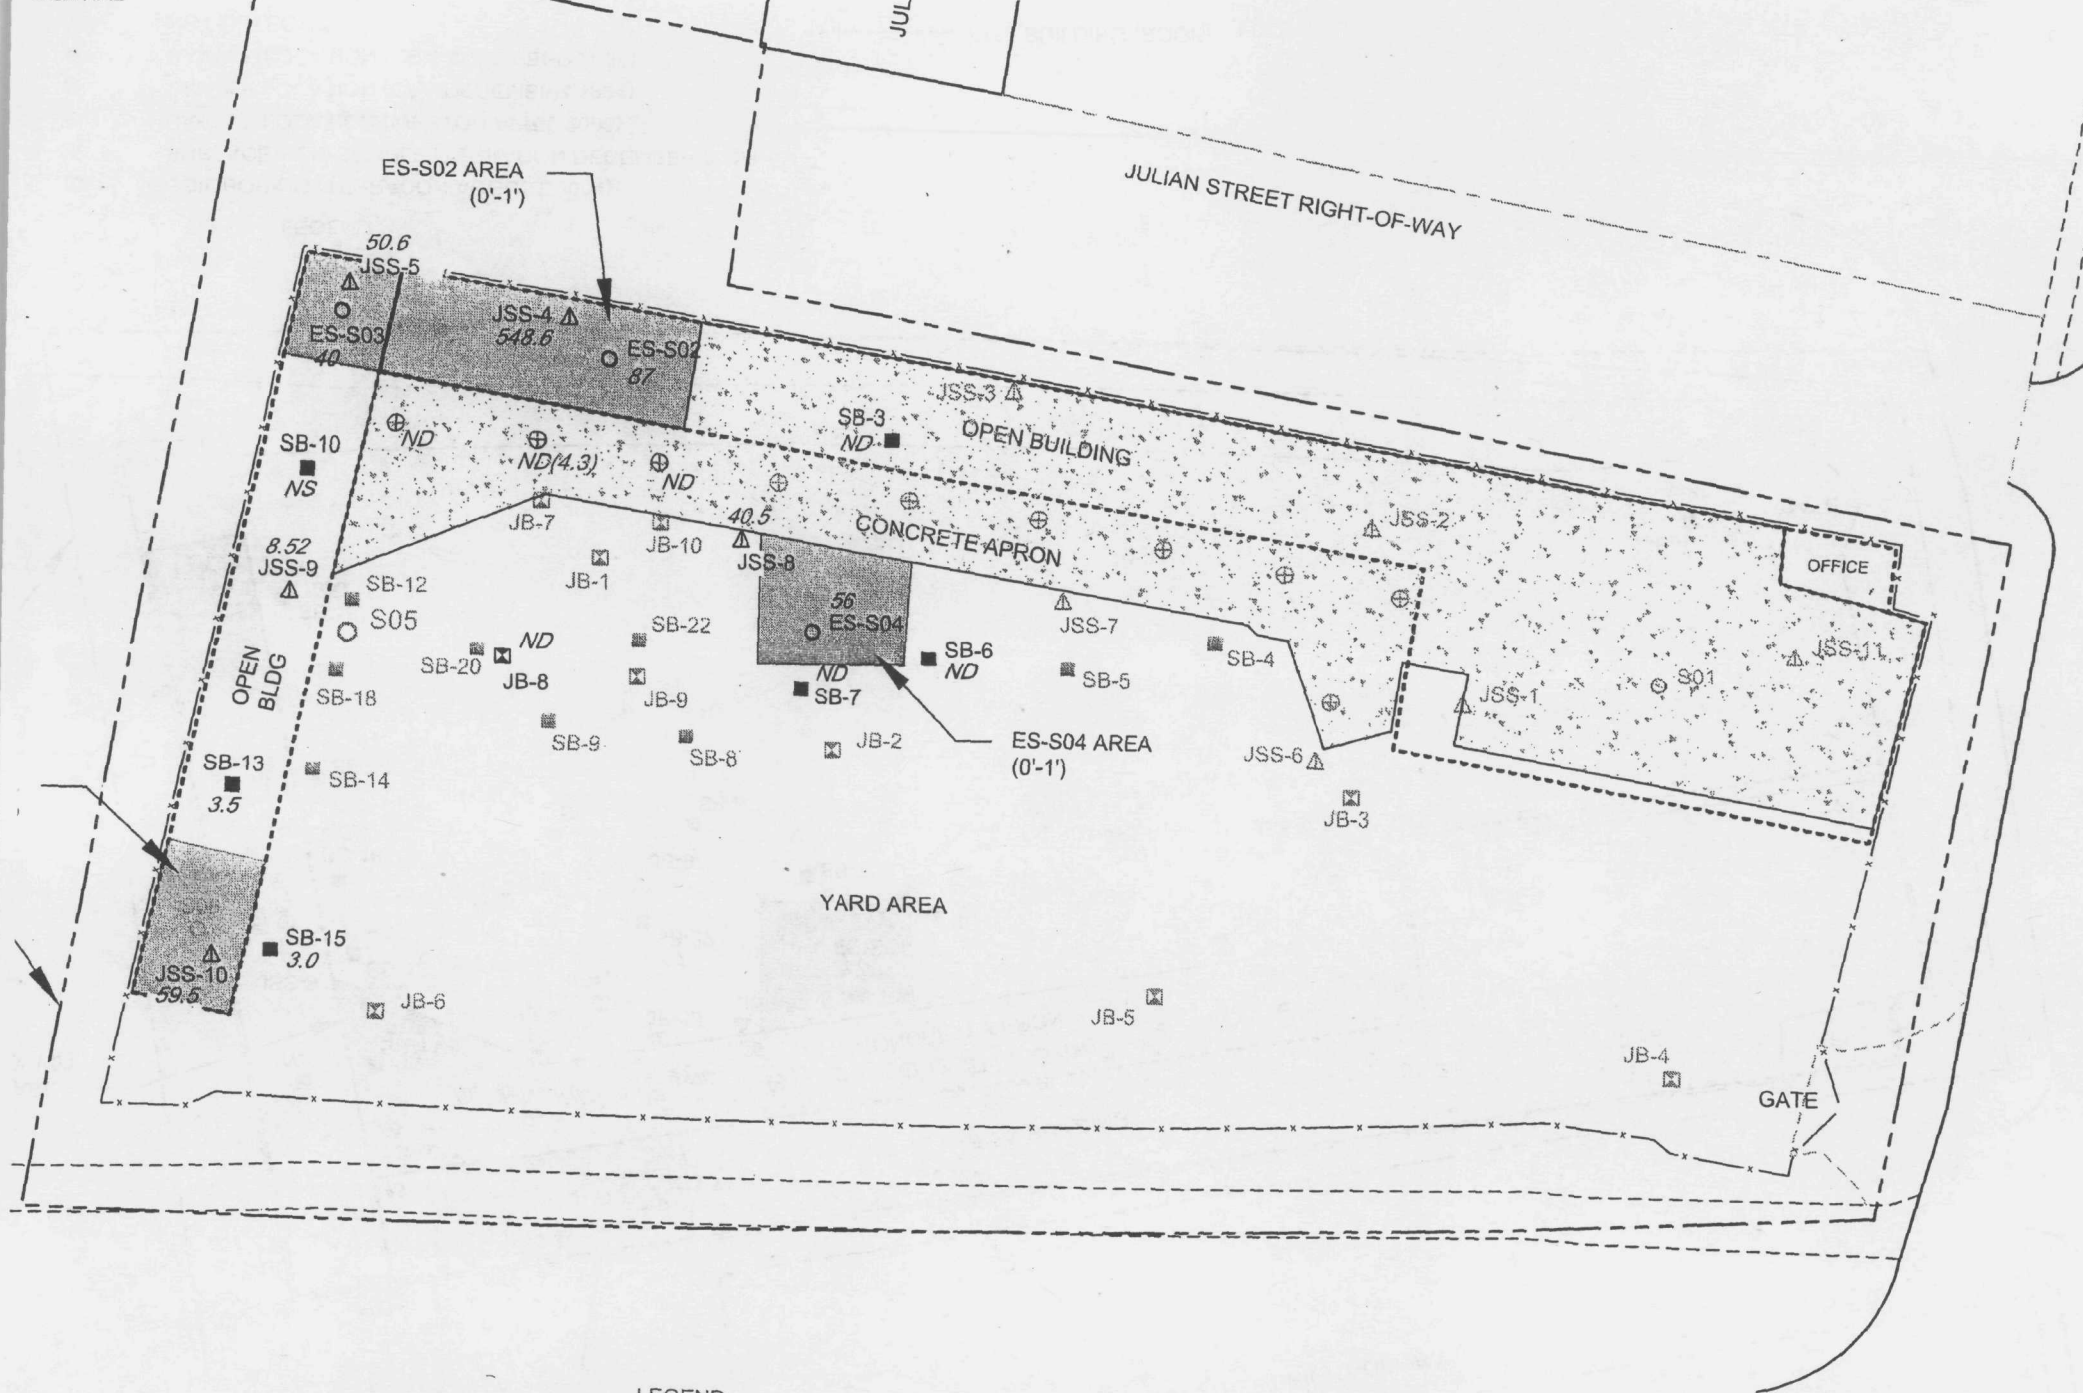 JUL
ES-S02 AREA
(0'-1')
JULIAN STREET RIGHT-OF-WAY
50.6
JSS-5
ES-S03
40
JSS-4
548.6
ES-S02
87
JSS-3
SB-3
ND
OPEN BUILDING
SB-10
NS
ND
ND(4.3)
ND
JB-7
JB-10
40.5
JSS-8
CONCRETE APRON
JSS-2
OFFICE
8.52
JSS-9
SB-12
S05
JB-1
56
ES-S04
JSS-7
SB-22
ND
SB-20
JB-8
SB-18
JB-9
ND
SB-7
SB-6
ND
SB-5
SB-4
JSS-11
S01
JSS-1
OPEN
BLDG
SB-9
SB-8
JB-2
ES-S04 AREA
(0'-1')
JSS-6
JB-3
SB-13
3.5
SB-14
YARD AREA
SB-15
3.0
JSS-10
59.5
JB-6
JB-5
JB-4
GATE
LEGEND